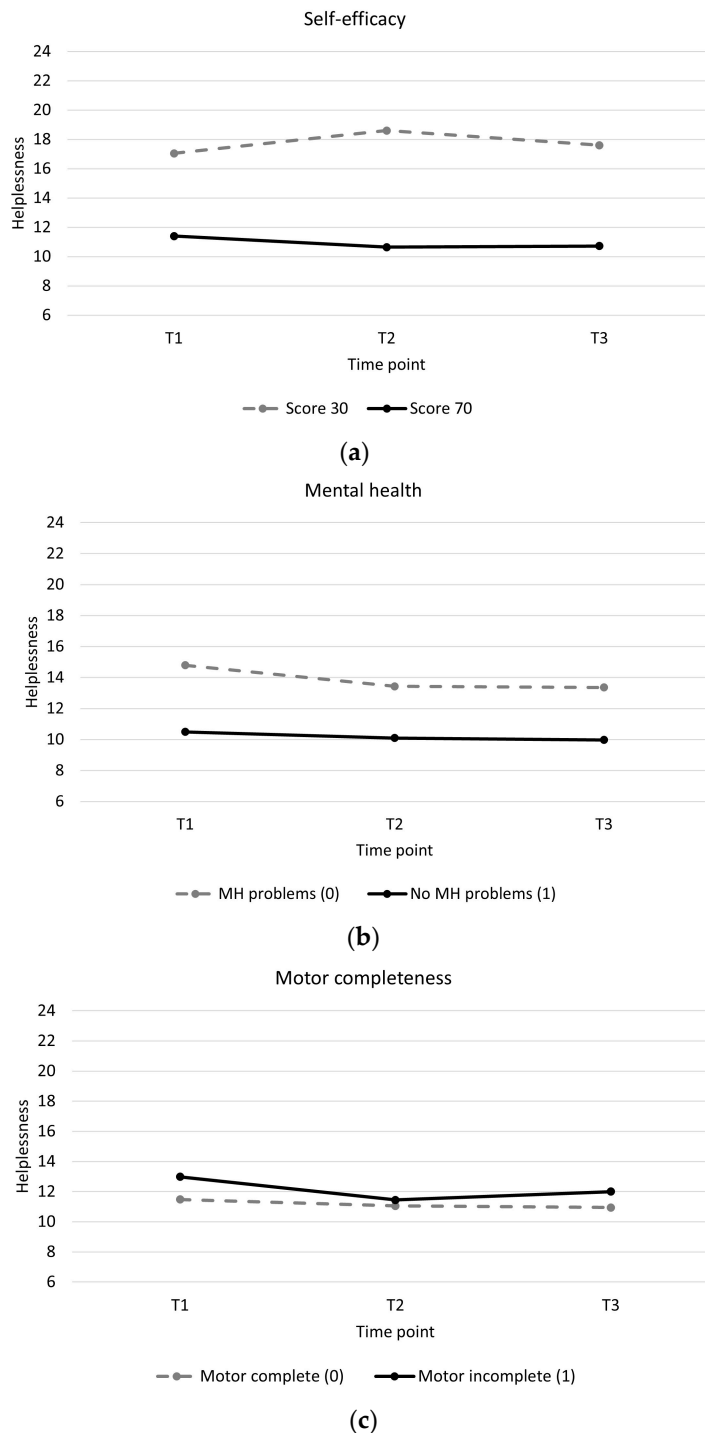 Self-efficacy
24
22
20
18
16
14
12
10
8
6
Helplessness
T1 T2 T3
Time point
Score 30 Score 70
(a)
Mental health
24
22
20
18
16
14
12
10
8
6
Helplessness
T1 T2 T3
Time point
MH problems (0) No MH problems (1)
(b)
Motor completeness
24
22
20
18
16
14
12
10
8
6
Helplessness
T1 T2 T3
Time point
Motor complete (0) Motor incomplete (1)
(c)